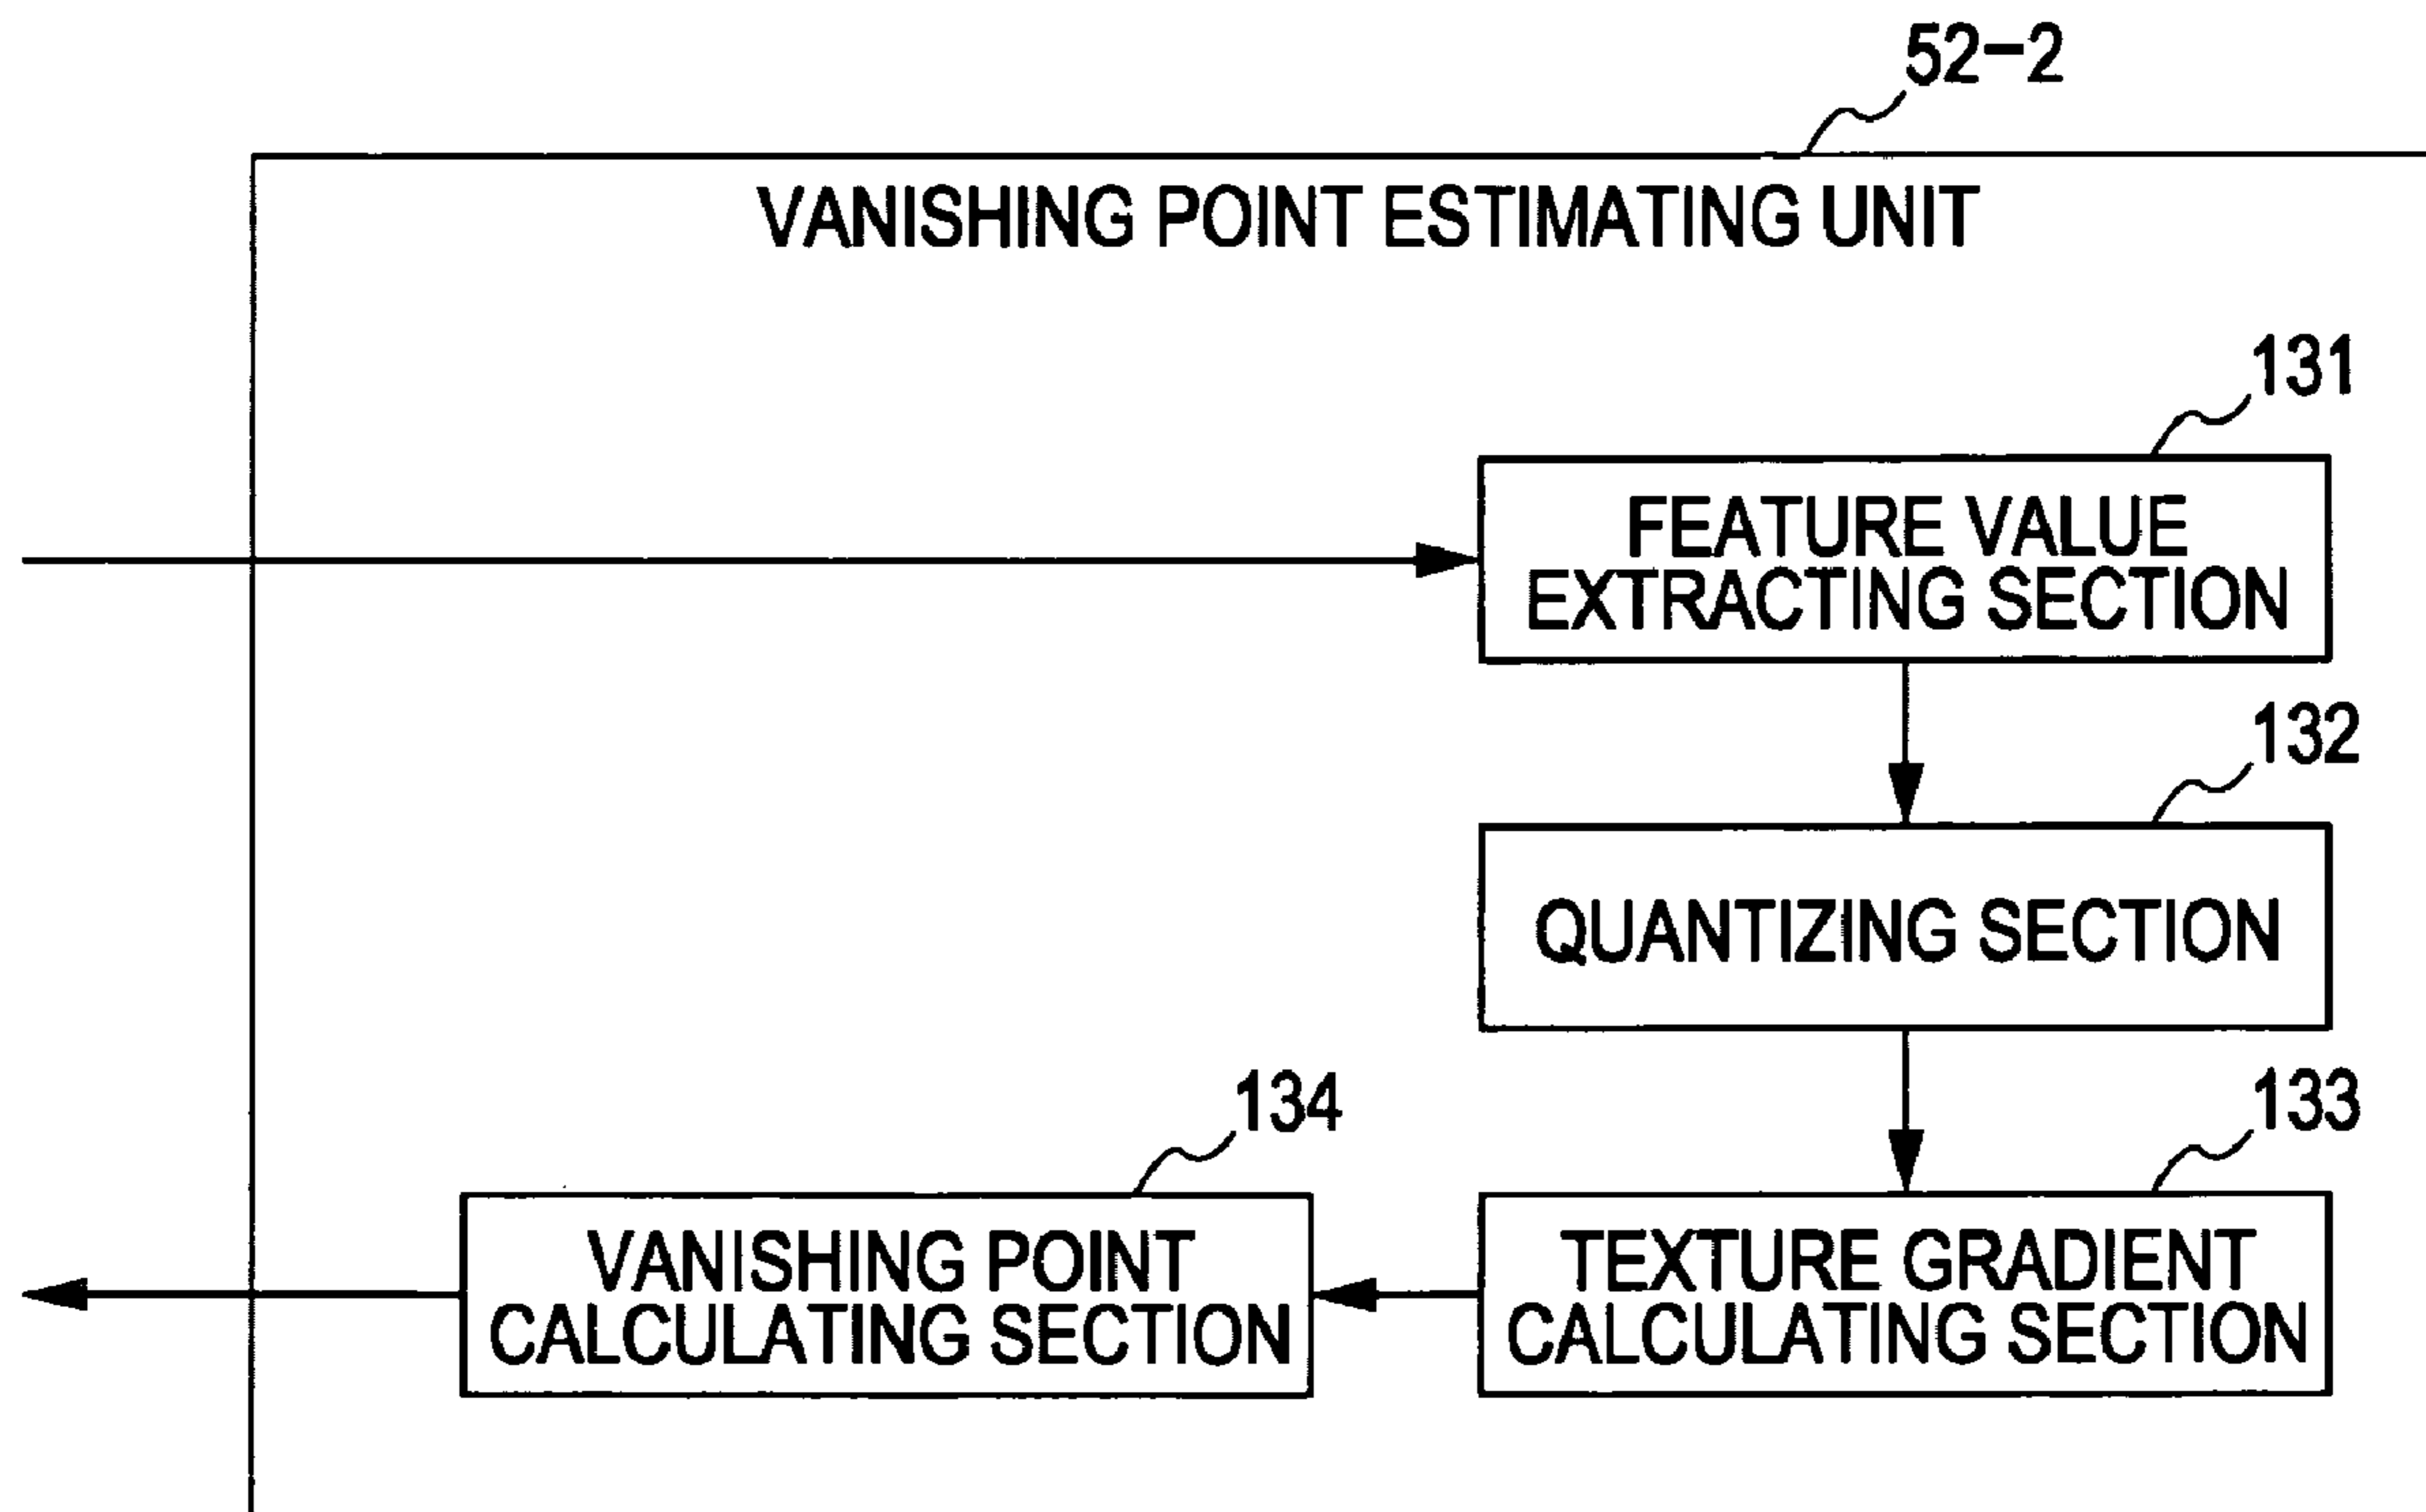 52-2
VANISHING POINT ESTIMATING UNIT
131
FEATURE VALUE
EXTRACTING SECTION
132
QUANTIZING SECTION
133
134
TEXTURE GRADIENT
CALCULATING SECTION
VANISHING POINT
CALCULATING SECTION